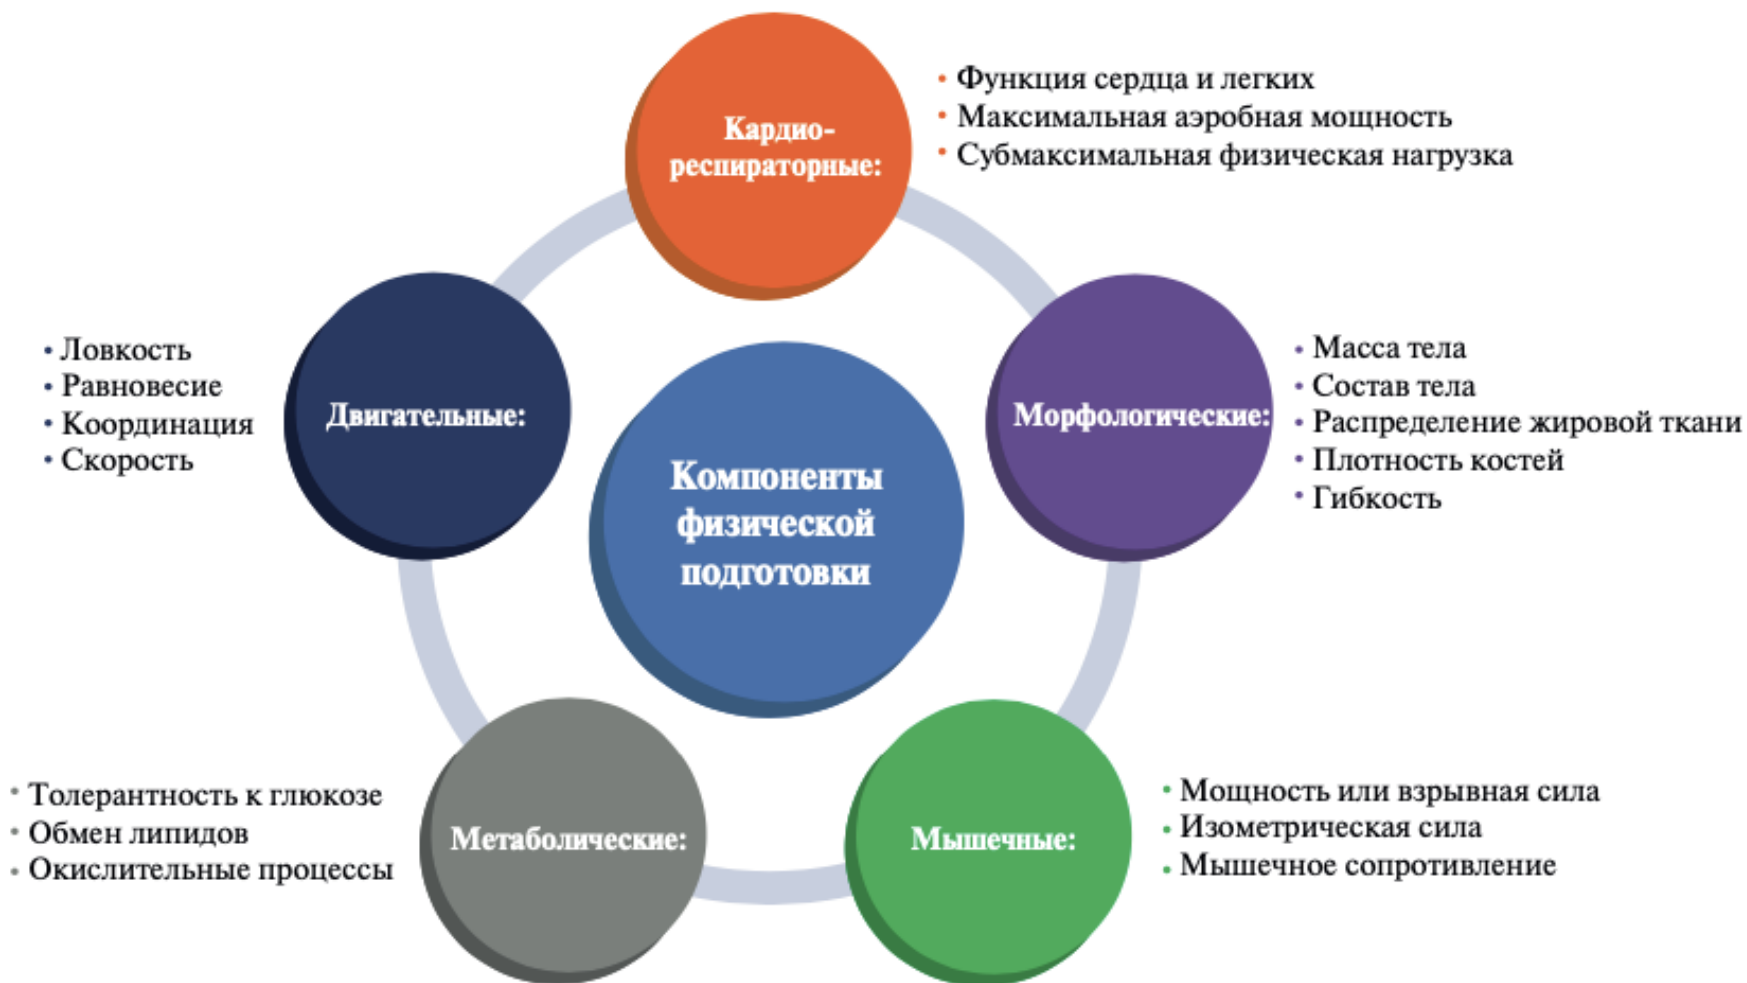 Кардио-
респираторные:
• Функция сердца и легких
• Максимальная аэробная мощность
• Субмаксимальная физическая нагрузка
Двигательные:
• Ловкость
• Равновесие
• Координация
• Скорость
Морфологические:
• Масса тела
• Состав тела
• Распределение жировой ткани
• Плотность костей
• Гибкость
Компоненты
физической
подготовки
Метаболические:
• Толерантность к глюкозе
• Обмен липидов
• Окислительные процессы
Мышечные:
• Мощность или взрывная сила
• Изометрическая сила
• Мышечное сопротивление